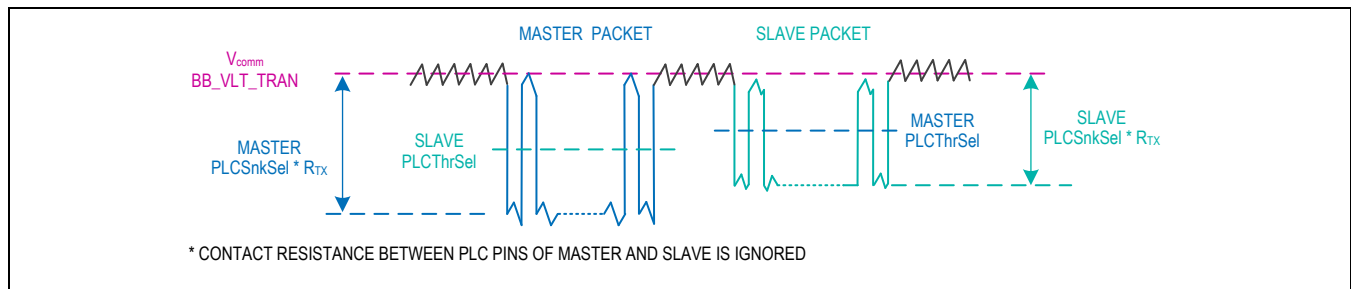 MASTER PACKET
SLAVE PACKET
Vcomm
BB_VLT_TRAN
MASTER
PLCSnkSel * RTX
SLAVE
PLCThrSel
MASTER
PLCThrSel
SLAVE
PLCSnkSel * RTX
* CONTACT RESISTANCE BETWEEN PLC PINS OF MASTER AND SLAVE IS IGNORED